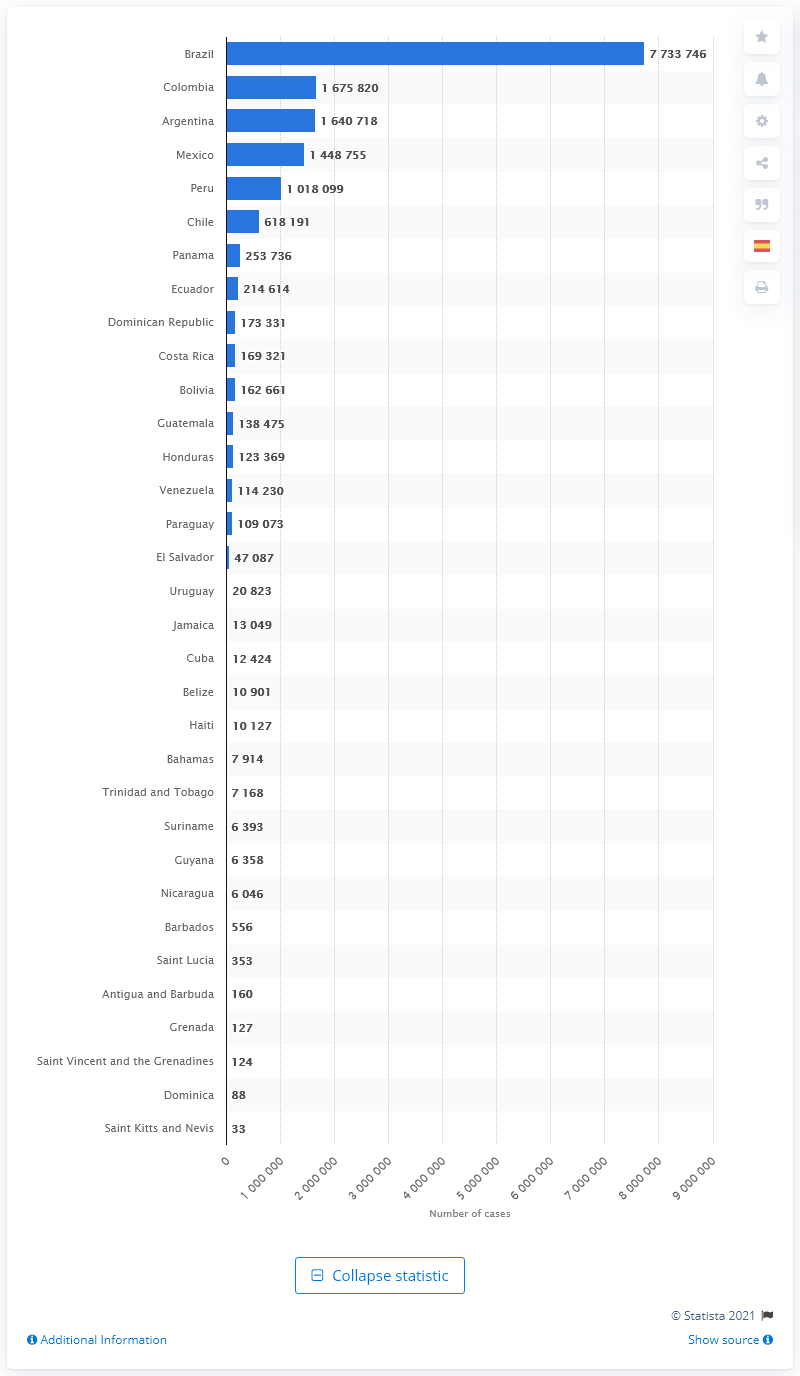 Brazil 7 733 746
Colombia 1 675 820
Argentina 1 640 718
Mexico 1 448 755
Peru 1 018 099
Chile 618 191
Panama 253 736
Ecuador 214 614
Dominican Republic 173 331
Costa Rica 169 321
Bolivia 162 661
Guatemala 138 475
Honduras 123 369
Venezuela 114 230
Paraguay 109 073
El Salvador 47 087
Uruguay 20 823
Jamaica 13 049
Cuba 12 424
Belize 10 901
Haiti 10 127
Bahamas 7 914
Trinidad and Tobago 7 168
Suriname 6 393
Guyana 6 358
Nicaragua 6 046
Barbados 556
Saint Lucia 353
Antigua and Barbuda 160
Grenada 127
Saint Vincent and the Grenadines 124
Dominica 88
Saint Kitts and Nevis 33
0 1 000 000 2 000 000 3 000 000 4 000 000 5 000 000 6 000 000 7 000 000 8 000 000 9 000 000
Number of cases
Collapse statistic
© Statista 2021
Additional Information Show source